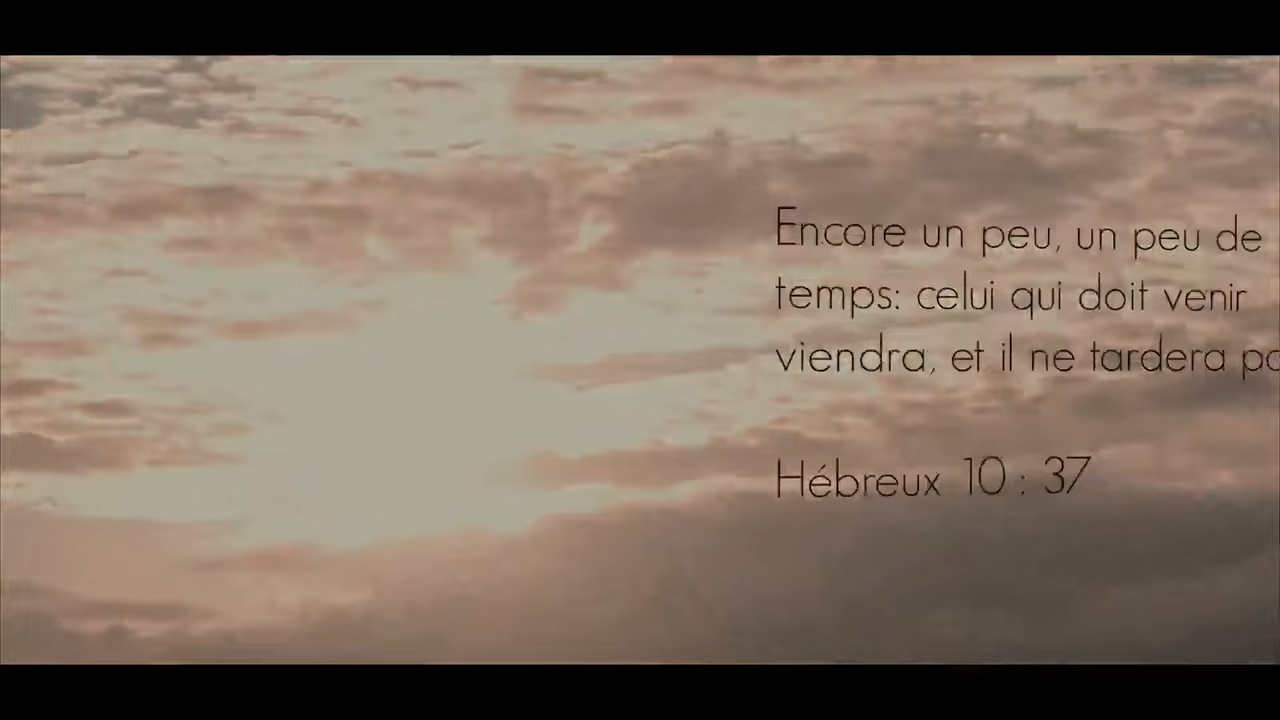 Encore un peu, un peu de
temps: celui qui doit venir
viendra, et il ne tardera
Hébreux 10 : 37